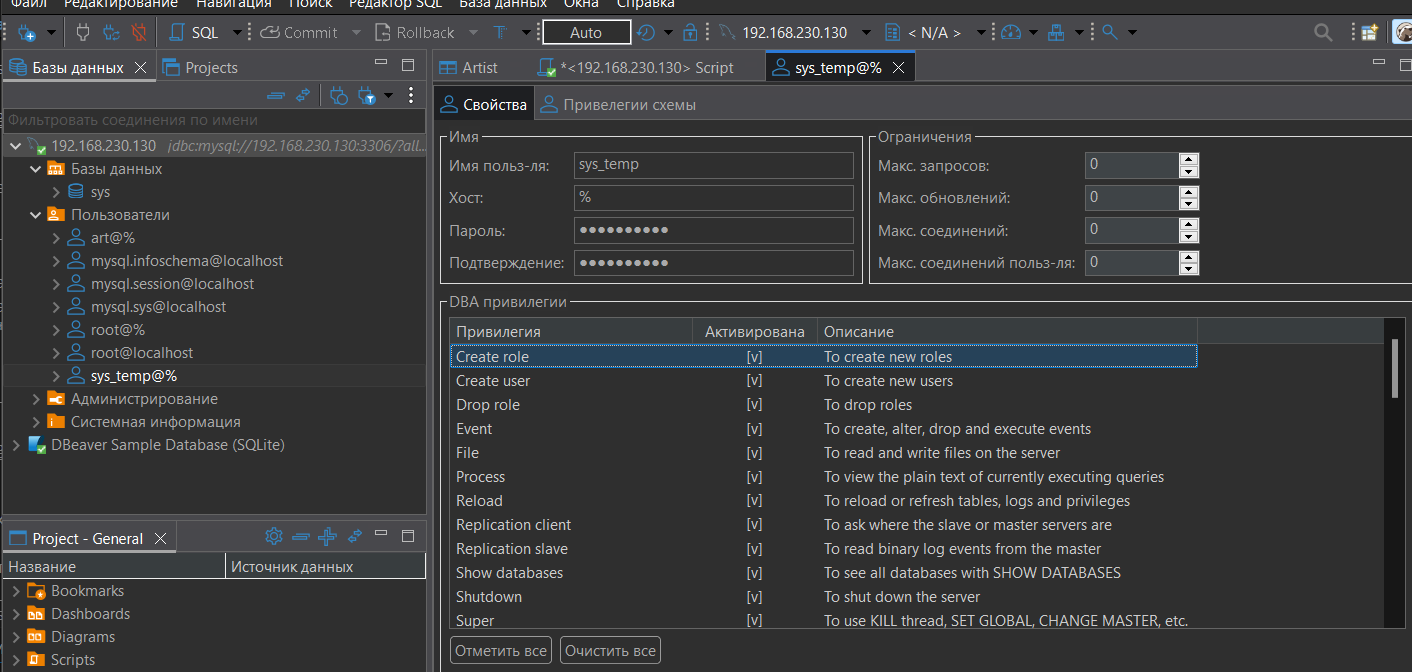 Файл Редактирование Навигация Поиск Редактор SQL База данных Окна Справка
SQL Commit Rollback T Auto 192.168.230.130 < N/A >
Базы данных Projects
Фильтровать соединения по имени
192.168.230.130 jdbc:mysql://192.168.230.130:3306/?all...
Базы данных
sys
Пользователи
art@%
mysql.infoschema@localhost
mysql.session@localhost
mysql.sys@localhost
root@%
root@localhost
sys_temp@%
Администрирование
Системная информация
DBeaver Sample Database (SQLite)
Project - General
Название Источник данных
Bookmarks
Dashboards
Diagrams
Scripts
Artist *<192.168.230.130> Script sys_temp@%
Свойства Привелегии схемы
Имя
Имя польз-ля: sys_temp
Хост: %
Пароль: ●●●●●●●●●●
Подтверждение: ●●●●●●●●●●
Ограничения
Макс. запросов: 0
Макс. обновлений: 0
Макс. соединений: 0
Макс. соединений польз-ля: 0
DBA привилегии
Привилегия Активирована Описание
Create role [v] To create new roles
Create user [v] To create new users
Drop role [v] To drop roles
Event [v] To create, alter, drop and execute events
File [v] To read and write files on the server
Process [v] To view the plain text of currently executing queries
Reload [v] To reload or refresh tables, logs and privileges
Replication client [v] To ask where the slave or master servers are
Replication slave [v] To read binary log events from the master
Show databases [v] To see all databases with SHOW DATABASES
Shutdown [v] To shut down the server
Super [v] To use KILL thread, SET GLOBAL, CHANGE MASTER, etc.
Отметить все Очистить все